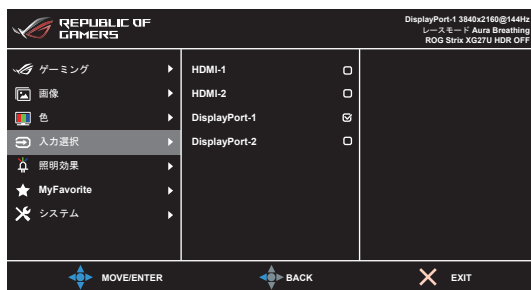 REPUBLIC OF
GAMERS
DisplayPort-1 3840x2160@144Hz
レースモード Aura Breathing
ROG Strix XG27U HDR OFF
ゲーミング
画像
色
入力選択
照明効果
MyFavorite
システム
HDMI-1
HDMI-2
DisplayPort-1
DisplayPort-2
MOVE/ENTER
BACK
EXIT